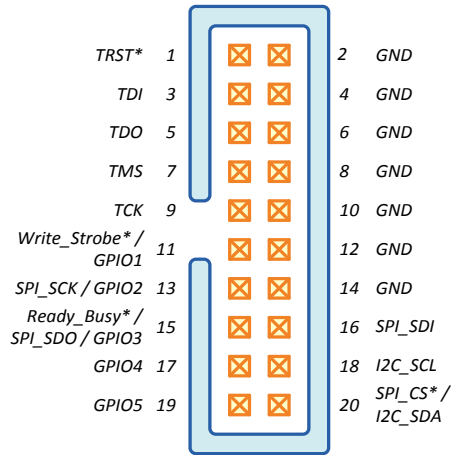 TRST* 1 2 GND
TDI 3 4 GND
TDO 5 6 GND
TMS 7 8 GND
TCK 9 10 GND
Write_Strobe* /
GPIO1 11 12 GND
SPI_SCK / GPIO2 13 14 GND
Ready_Busy* /
SPI_SDO / GPIO3 15 16 SPI_SDI
GPIO4 17 18 I2C_SCL
GPIO5 19 20 SPI_CS* /
I2C_SDA